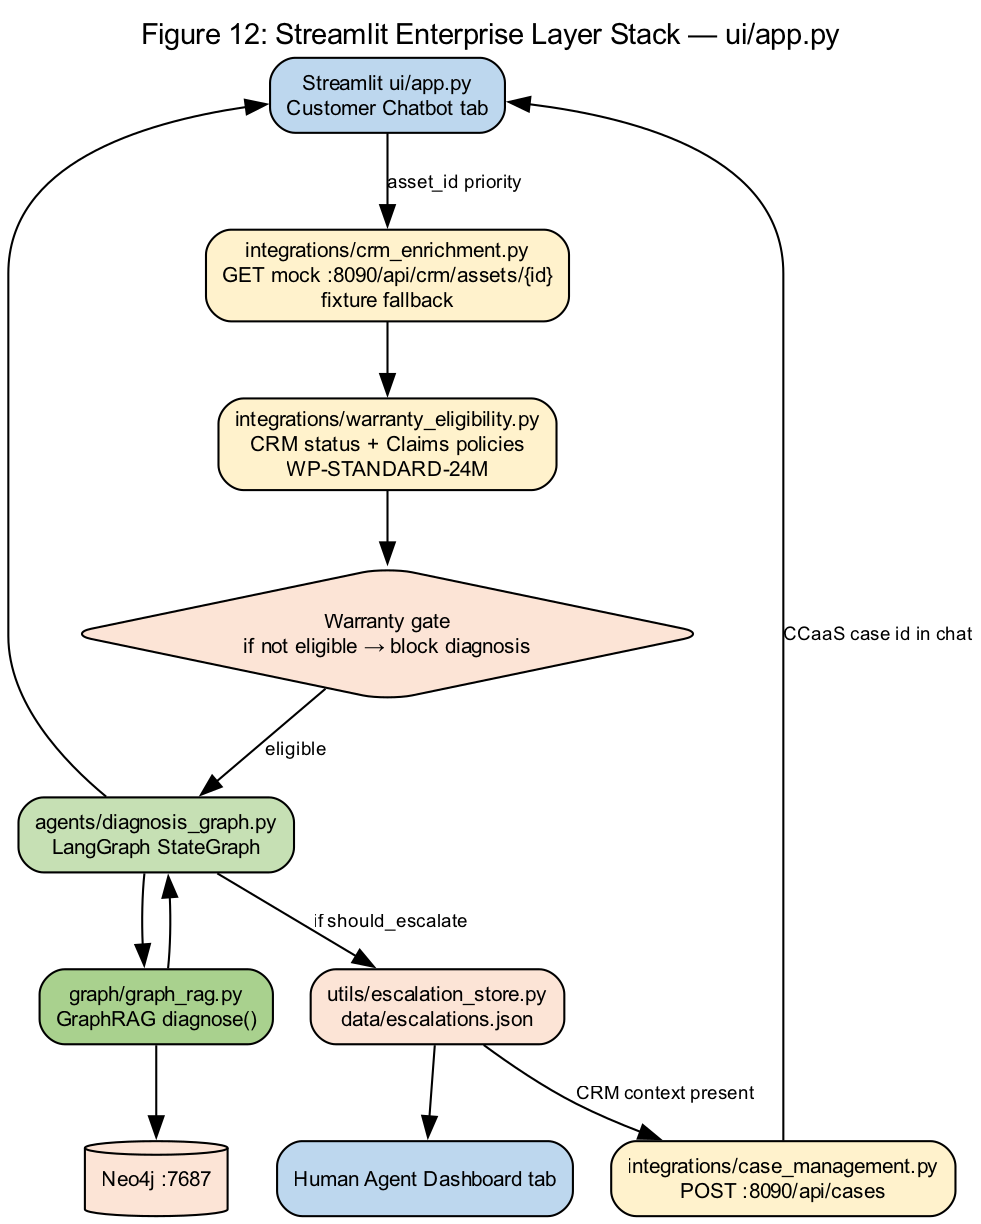 Figure 12: Streamlit Enterprise Layer Stack — ui/app.py
Streamlit ui/app.py
Customer Chatbot tab
asset_id priority
integrations/crm_enrichment.py
GET mock :8090/api/crm/assets/{id}
fixture fallback
integrations/warranty_eligibility.py
CRM status + Claims policies
WP-STANDARD-24M
Warranty gate
if not eligible → block diagnosis
CCaaS case id in chat
eligible
agents/diagnosis_graph.py
LangGraph StateGraph
if should_escalate
graph/graph_rag.py
GraphRAG diagnose()
utils/escalation_store.py
data/escalations.json
CRM context present
Neo4j :7687
Human Agent Dashboard tab
integrations/case_management.py
POST :8090/api/cases